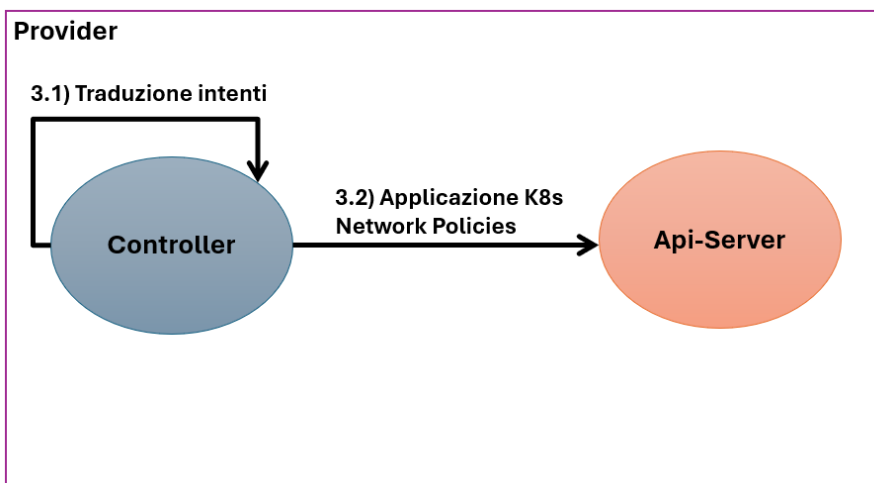 Provider
3.1) Traduzione intenti
3.2) Applicazione K8s
Network Policies
Controller
Api-Server